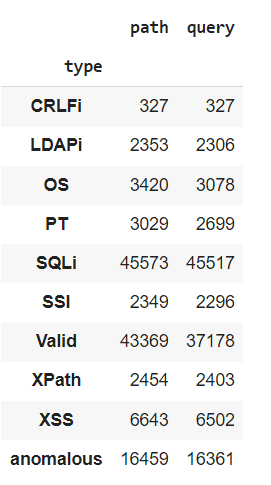 path query
type
CRLFi 327 327
LDAPi 2353 2306
OS 3420 3078
PT 3029 2699
SQLi 45573 45517
SSI 2349 2296
Valid 43369 37178
XPath 2454 2403
XSS 6643 6502
anomalous 16459 16361